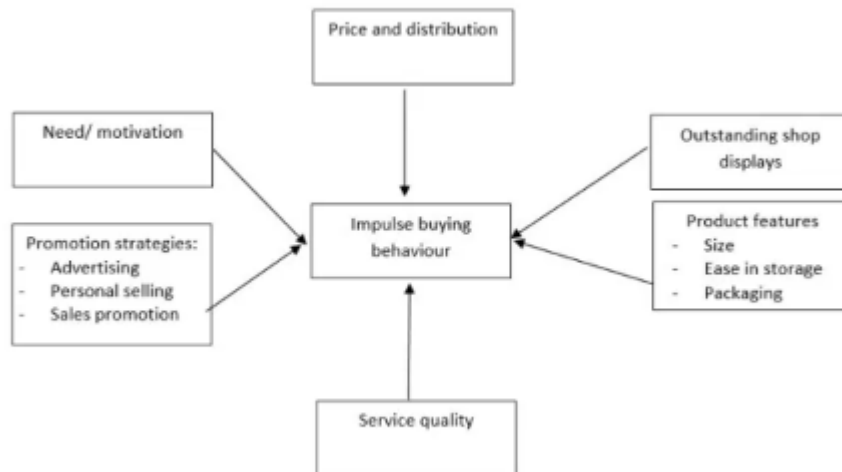 Price and distribution
Need/ motivation
Outstanding shop
displays
Impulse buying
behaviour
Promotion strategies:
- Advertising
- Personal selling
- Sales promotion
Product features
- Size
- Ease in storage
- Packaging
Service quality